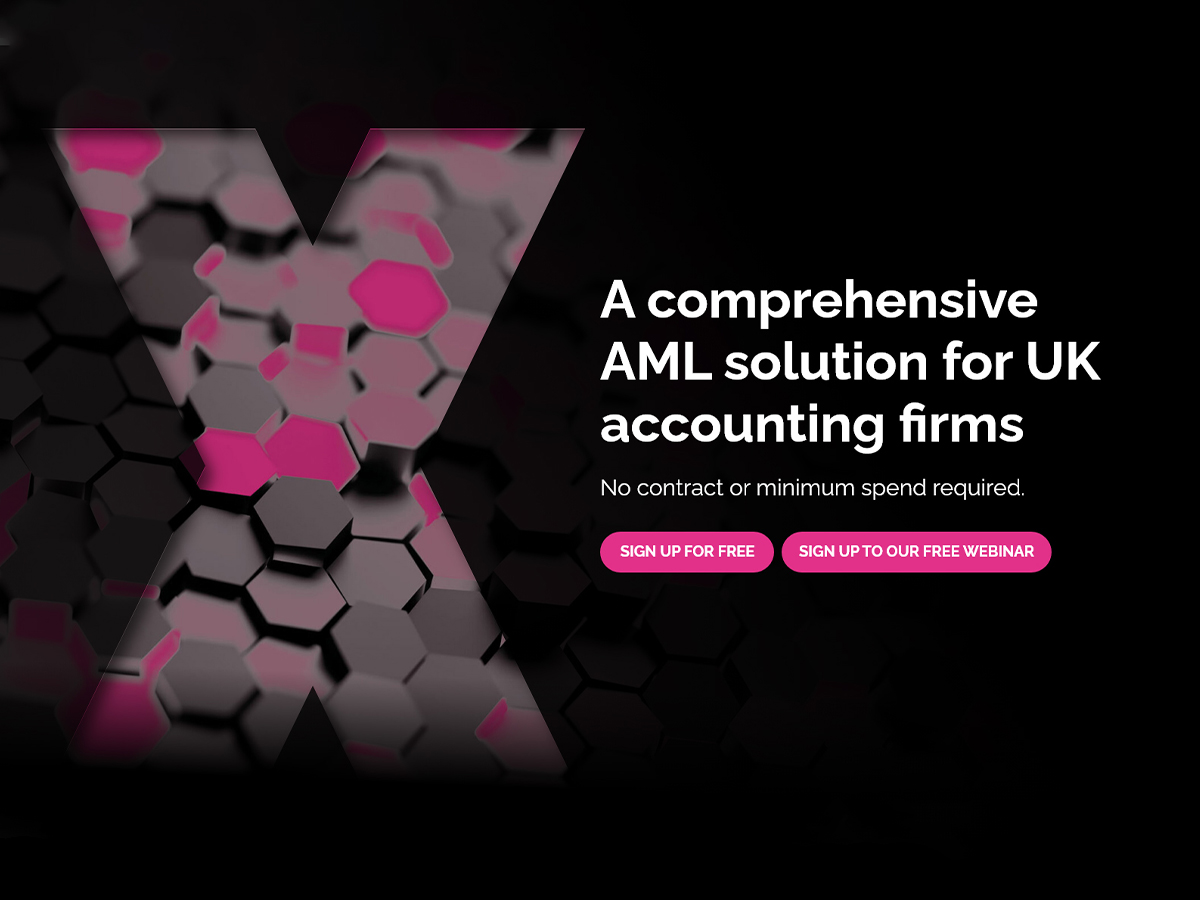 A comprehensive
AML solution for UK
accounting firms
No contract or minimum spend required.
SIGN UP FOR FREE
SIGN UP TO OUR FREE WEBINAR